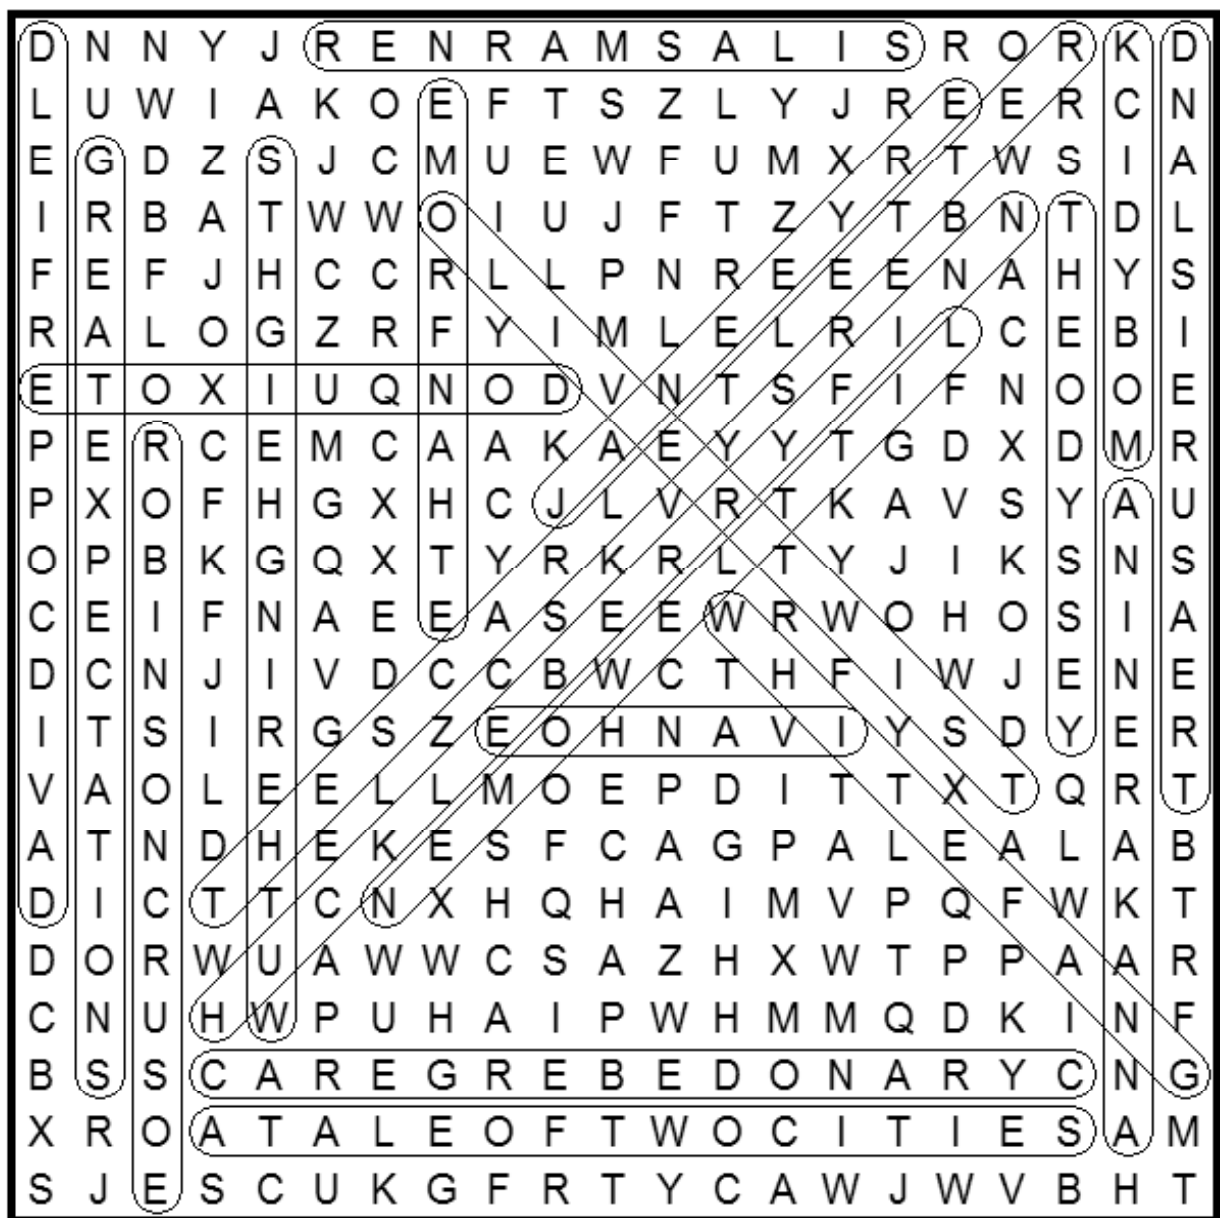 D N N Y J R E N R A M S A L I S R O R K D
L U W I A K O E F T S Z L Y J R E E R C N
E G D Z S J C M U E W F U M X R T W S I A
I R B A T W W O I U J F T Z Y T B N T D L
F E F J H C C R L L P N R E E E N A H Y S
R A L O G Z R F Y I M L E L R I L C E B I
E T O X I U Q N O D V N T S F I F N O O E
P E R C E M C A A K A E Y Y T G D X D M R
P X O F H G X H C J L V R T K A V S Y A U
O P B K G Q X T Y R K R L T Y J I K S N S
C E I F N A E E A S E E W R W O H O S I A
D C N J I V D C C B W C T H F I W J E N E
I T S I R G S Z E O H N A V I Y S D Y E R
V A O L E E L L M O E P D I T T X T Q R T
A T N D H E K E S F C A G P A L E A L A B
D I C T T C N X H Q H A I M V P Q F W K T
D O R W U A W W C S A Z H X W T P P A A R
C N U H W P U H A I P W H M M Q D K I N F
B S S C A R E G R E B E D O N A R Y C N G
X R O A T A L E O F T W O C I T I E S A M
S J E S C U K G F R T Y C A W J W V B H T